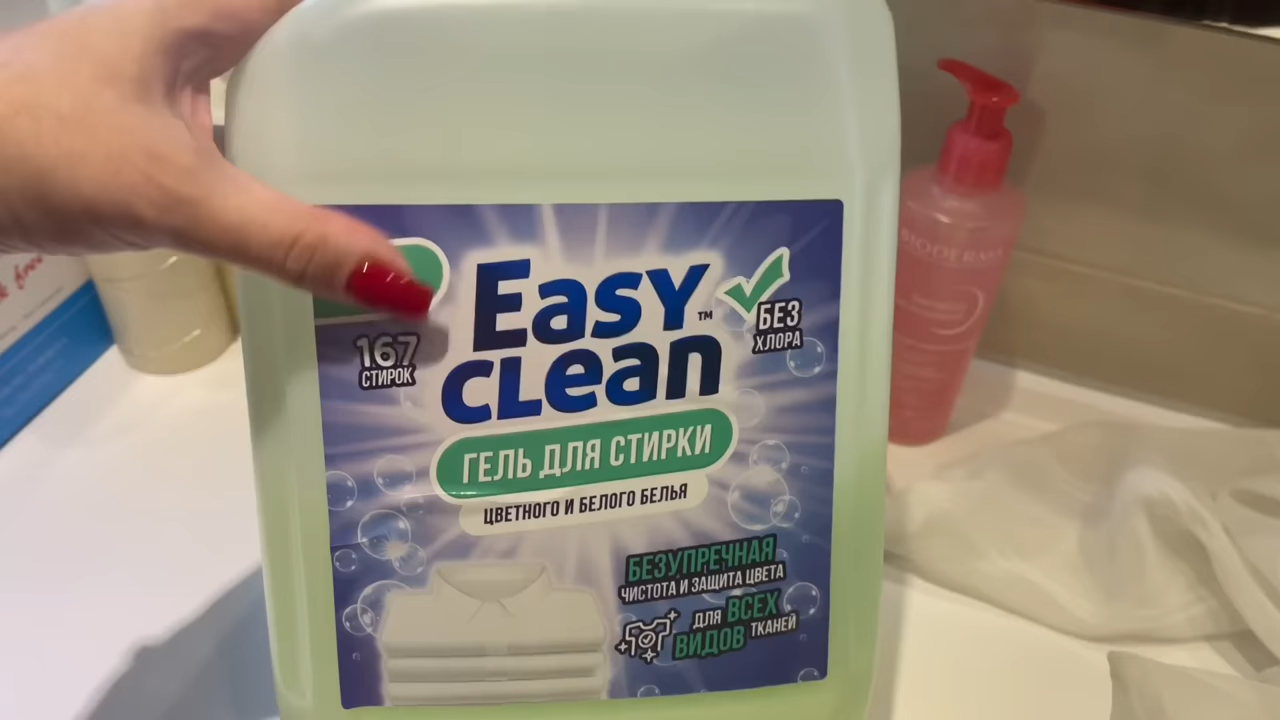 EASY
CLean
™
БЕЗ
ХЛОРА
167
СТИРОК
ГЕЛЬ ДЛЯ СТИРКИ
ЦВЕТНОГО И БЕЛОГО БЕЛЬЯ
БЕЗУПРЕЧНАЯ
ЧИСТОТА И ЗАЩИТА ЦВЕТА
ДЛЯ ВСЕХ
ВИДОВ ТКАНЕЙ
BIODERMA